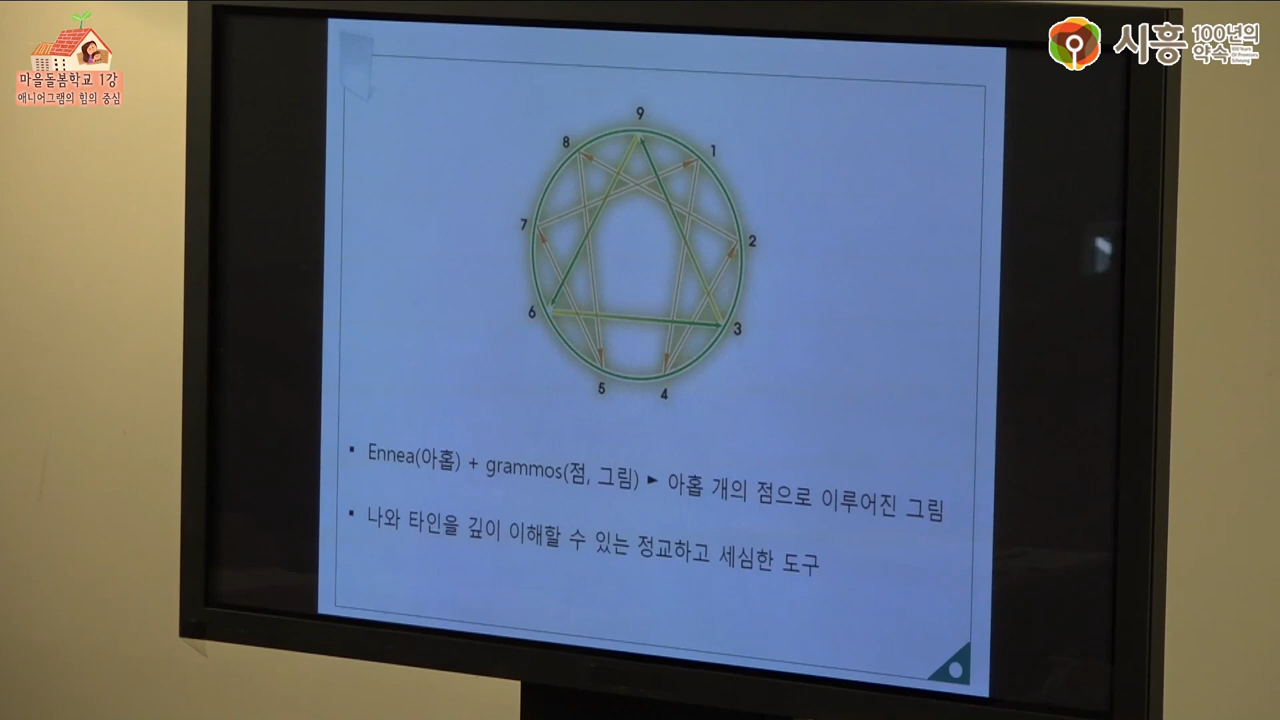 마을돌봄학교 1강
애니어그램의 힘의 중심
시흥 100년의 약속
9
8
1
7
2
6
3
5
4
▪ Ennea(아홉) + grammos(점, 그림) ► 아홉 개의 점으로 이루어진 그림
▪ 나와 타인을 깊이 이해할 수 있는 정교하고 세심한 도구